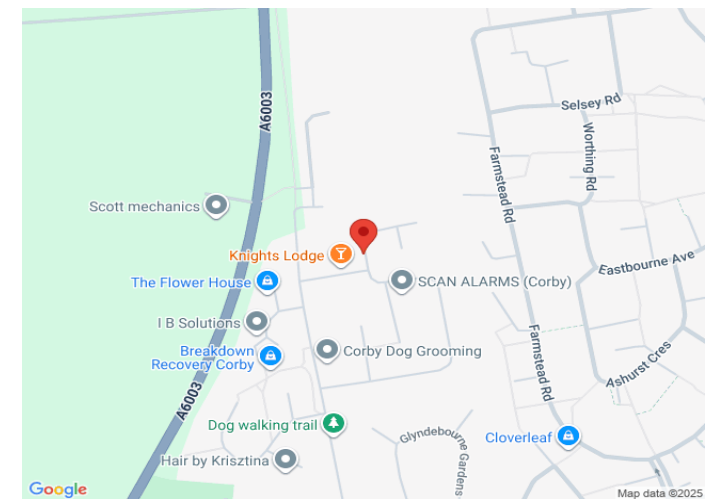 A6003
Selsey Rd
Worthing Rd
Farmstead Rd
Scott mechanics
Knights Lodge
Eastbourne Ave
The Flower House
SCAN ALARMS (Corby)
I B Solutions
Farmstead Rd
Breakdown
Recovery Corby
Corby Dog Grooming
Ashurst Cres
A6003
Dog walking trail
Glyndebourne Gardens
Cloverleaf
Hair by Krisztina
Google
Map data ©2025